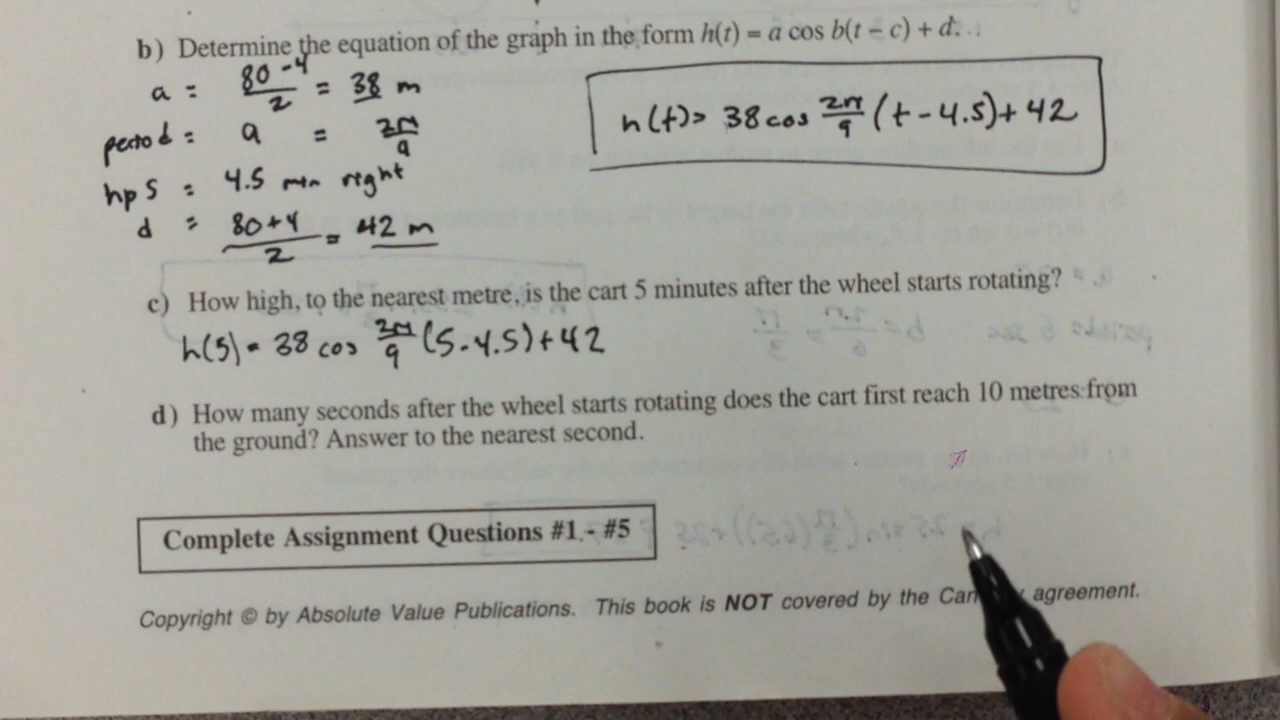 b) Determine the equation of the graph in the form h(t) = a cos b(t – c) + d.
a = 80-4/2 = 38 m
period = 9 = 2π/9
h(t)= 38 cos 2π/9 (t - 4.5) + 42
hps = 4.5 min right
d = 80+4/2 = 42 m
c) How high, to the nearest metre, is the cart 5 minutes after the wheel starts rotating?
h(5) = 38 cos 2π/9 (5-4.5)+42
d) How many seconds after the wheel starts rotating does the cart first reach 10 metres from
the ground? Answer to the nearest second.
Complete Assignment Questions #1 - #5
Copyright © by Absolute Value Publications. This book is NOT covered by the agreement.